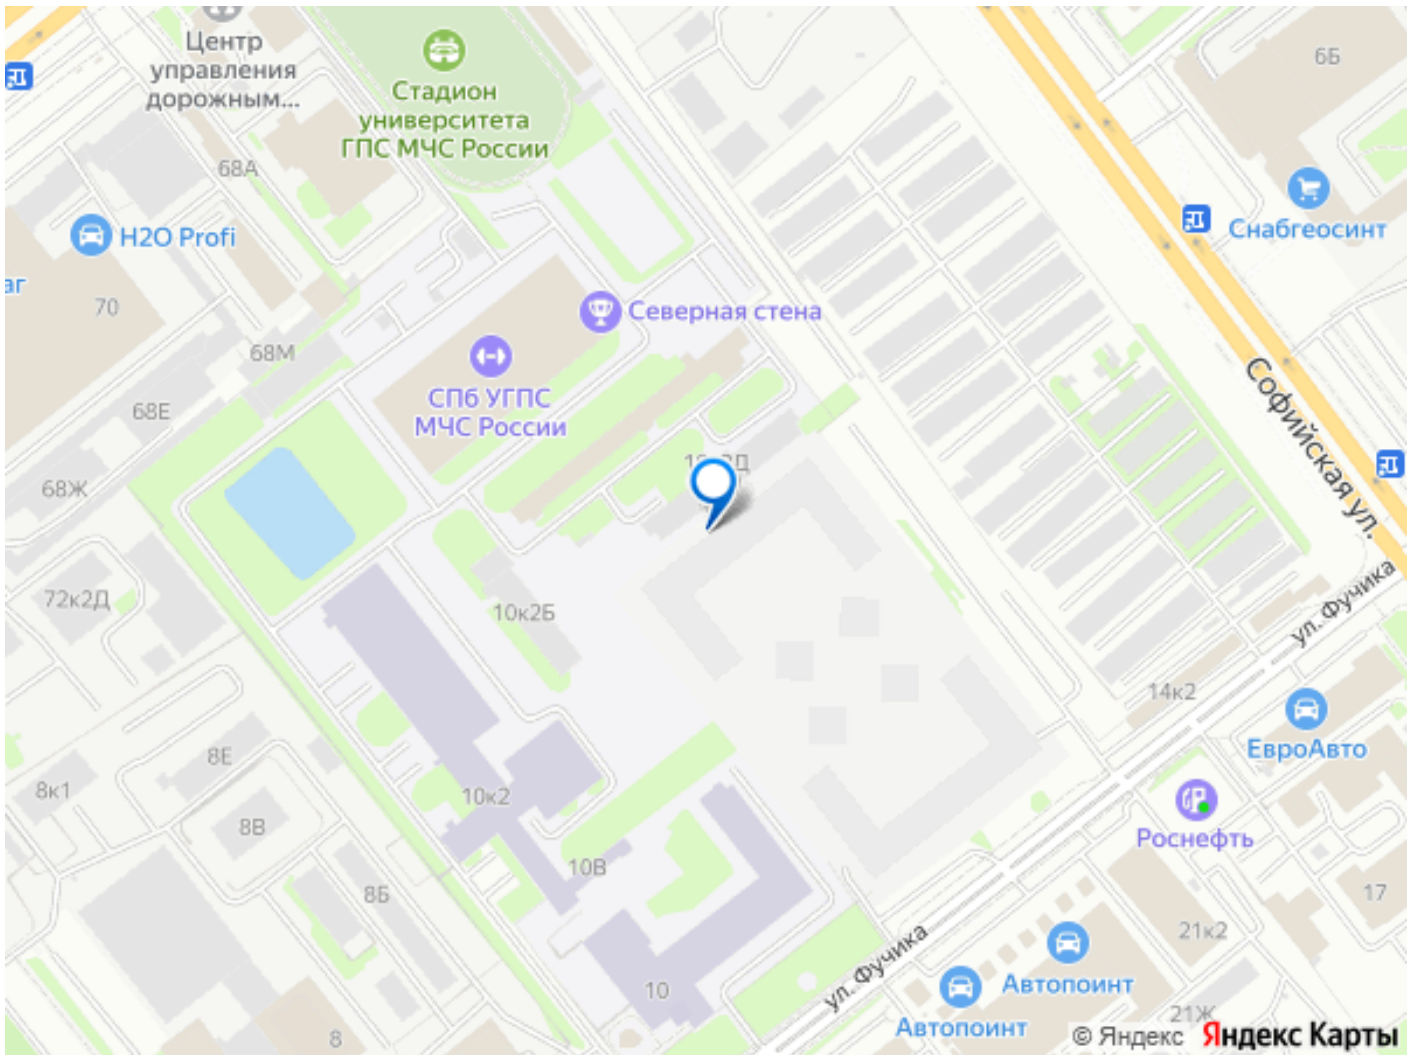 Центр
управления
дорожным...
Стадион
университета
ГПС МЧС России
6Б
68А
Снабгеосинт
H2O Profi
аг
70
Северная стена
68М
СПб УГПС
МЧС России
68Е
Софийская ул.
68Ж
72к2Д
10к2Б
ул. Фучика
14к2
ЕвроАвто
8Е
8к1
10к2
8В
Роснефть
10В
8Б
17
21к2
ул. Фучика
Автопоинт
10
21Ж
Автопоинт
8
© Яндекс Яндекс Карты